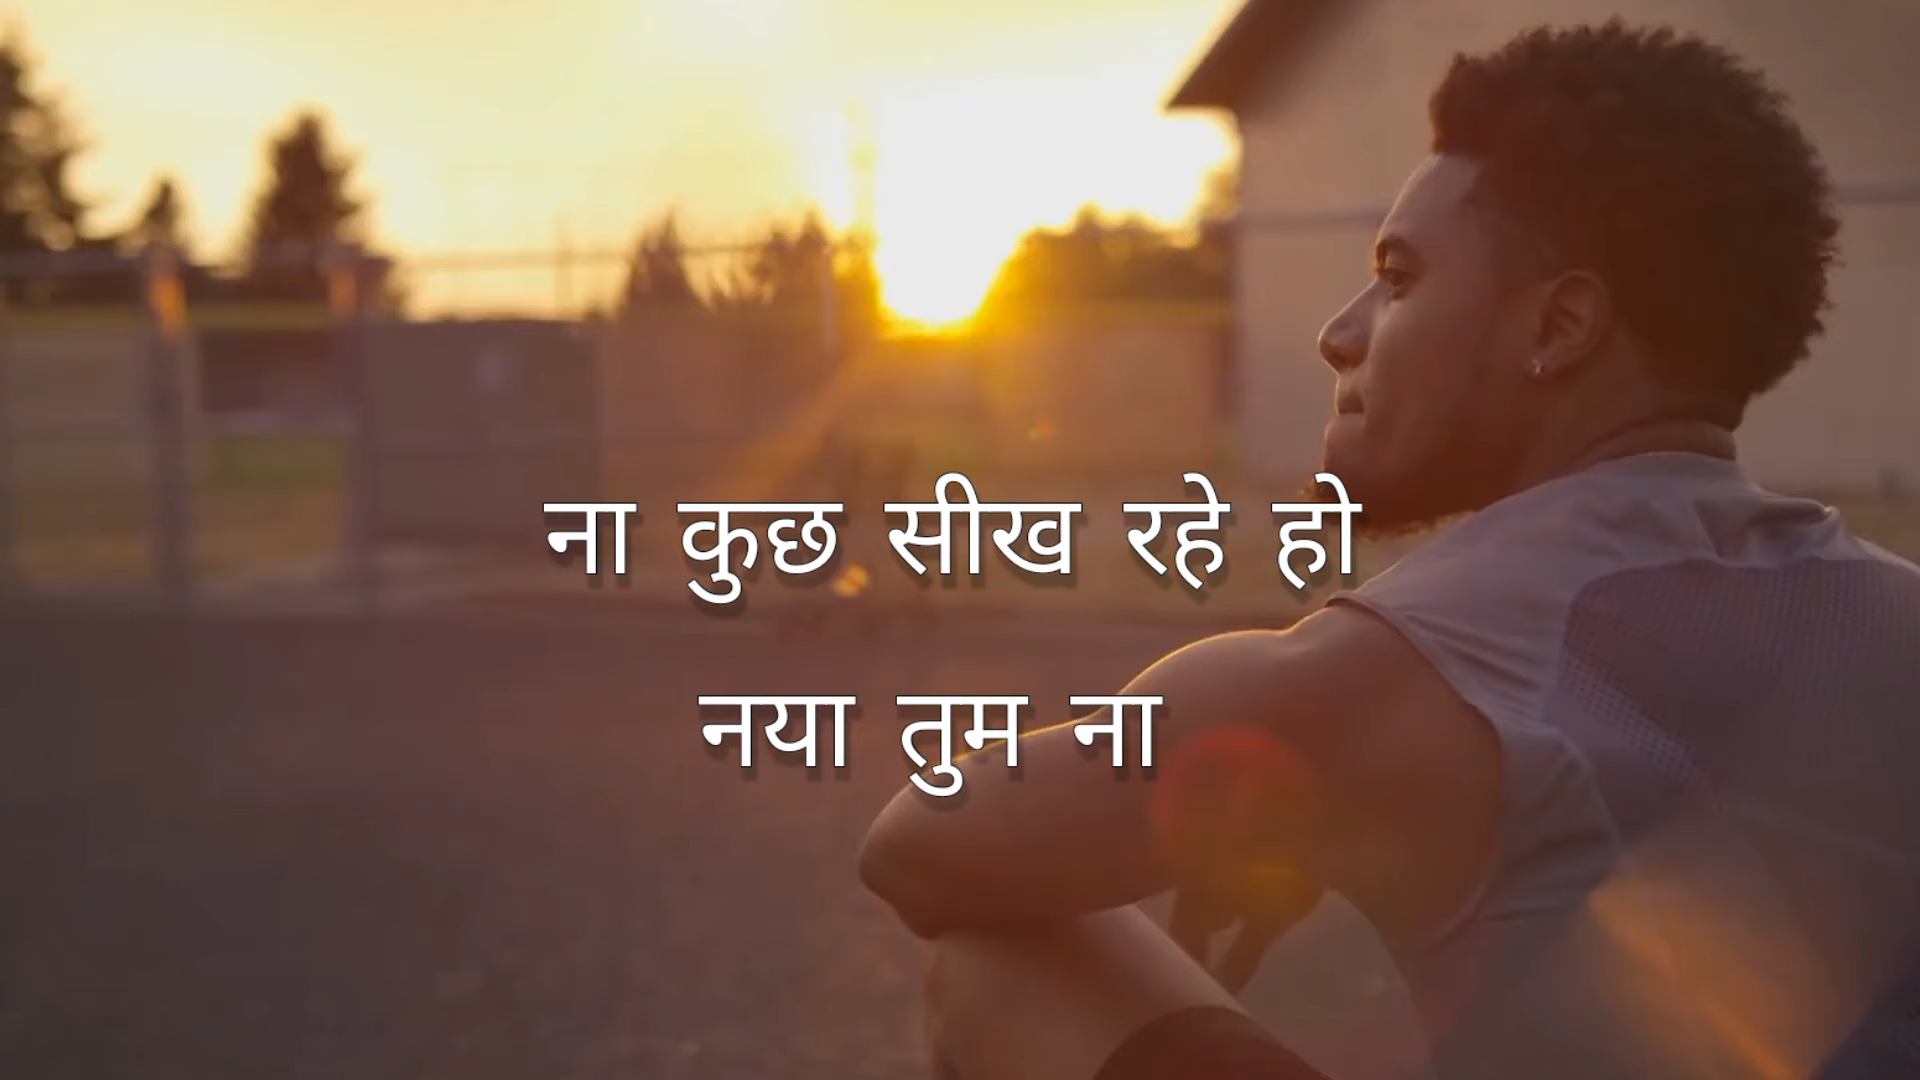 ना कुछ सीख रहे हो
नया तुम ना